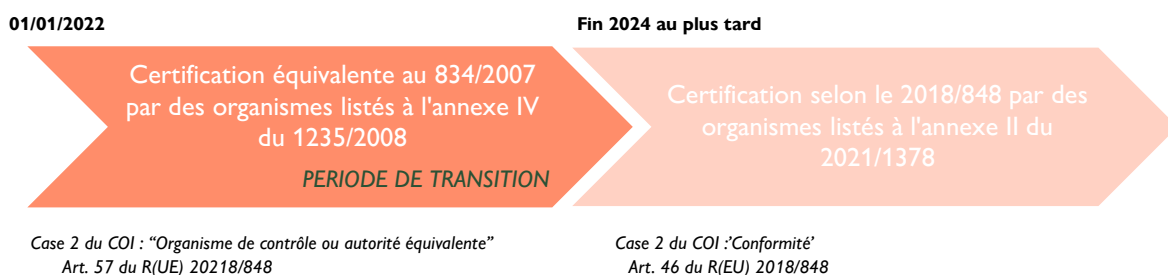 01/01/2022
Fin 2024 au plus tard
Certification équivalente au 834/2007
par des organismes listés à l'annexe IV
du 1235/2008
PERIODE DE TRANSITION
Certification selon le 2018/848 par des
organismes listés à l'annexe II du
2021/1378
Case 2 du COI : “Organisme de contrôle ou autorité équivalente”
Art. 57 du R(UE) 20218/848
Case 2 du COI :’Conformité’
Art. 46 du R(EU) 2018/848